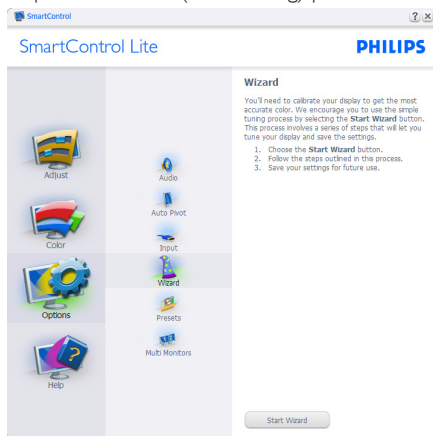 SmartControl
? X
SmartControl Lite
PHILIPS
Adjust
Color
Options
Help
Audio
Auto Pivot
Input
Wizard
Presets
Multi Monitors
Wizard
You'll need to calibrate your display to get the most
accurate color. We encourage you to use the simple
tuning process by selecting the Start Wizard button.
This process involves a series of steps that will let you
tune your display and save the settings.
1. Choose the Start Wizard button.
2. Follow the steps outlined in this process.
3. Save your settings for future use.
Start Wizard